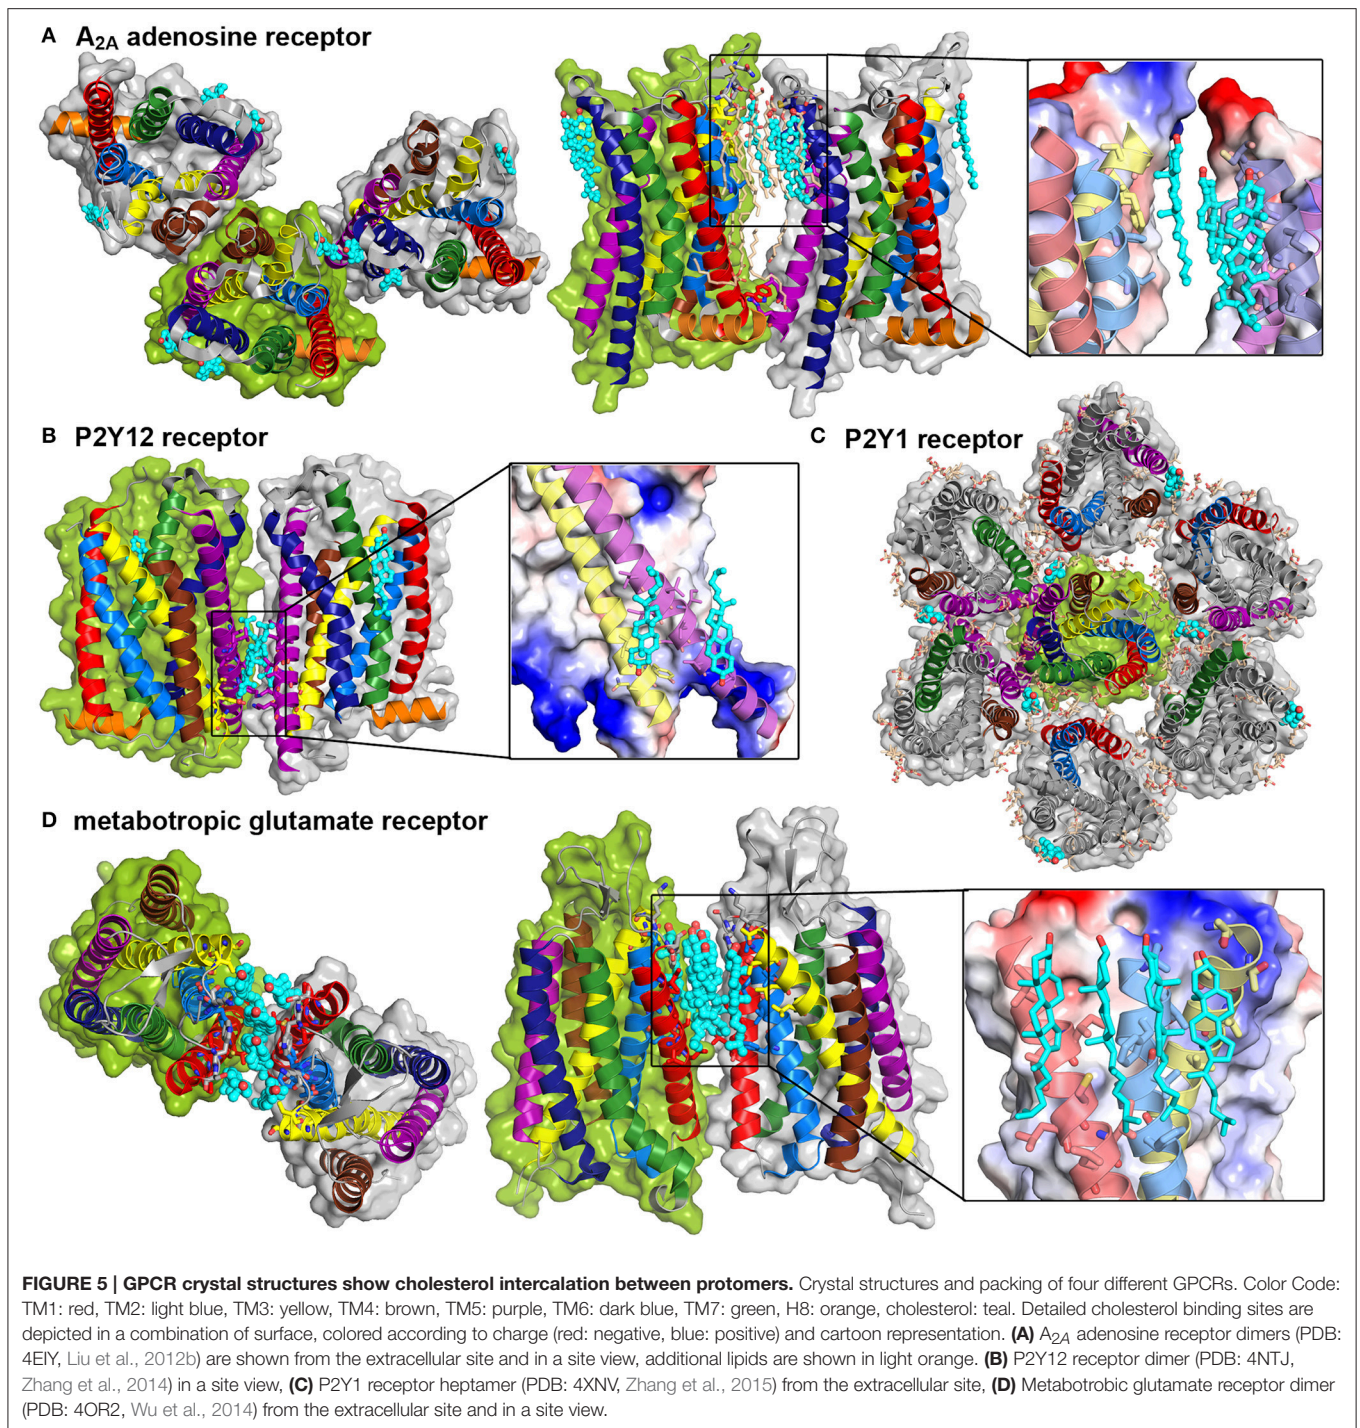 A A2A adenosine receptor
B P2Y12 receptor
C P2Y1 receptor
D metabotropic glutamate receptor
FIGURE 5 | GPCR crystal structures show cholesterol intercalation between protomers. Crystal structures and packing of four different GPCRs. Color Code:
TM1: red, TM2: light blue, TM3: yellow, TM4: brown, TM5: purple, TM6: dark blue, TM7: green, H8: orange, cholesterol: teal. Detailed cholesterol binding sites are
depicted in a combination of surface, colored according to charge (red: negative, blue: positive) and cartoon representation. (A) A2A adenosine receptor dimers (PDB:
4EIY, Liu et al., 2012b) are shown from the extracellular site and in a site view, additional lipids are shown in light orange. (B) P2Y12 receptor dimer (PDB: 4NTJ,
Zhang et al., 2014) in a site view, (C) P2Y1 receptor heptamer (PDB: 4XNV, Zhang et al., 2015) from the extracellular site, (D) Metabotrobic glutamate receptor dimer
(PDB: 4OR2, Wu et al., 2014) from the extracellular site and in a site view.